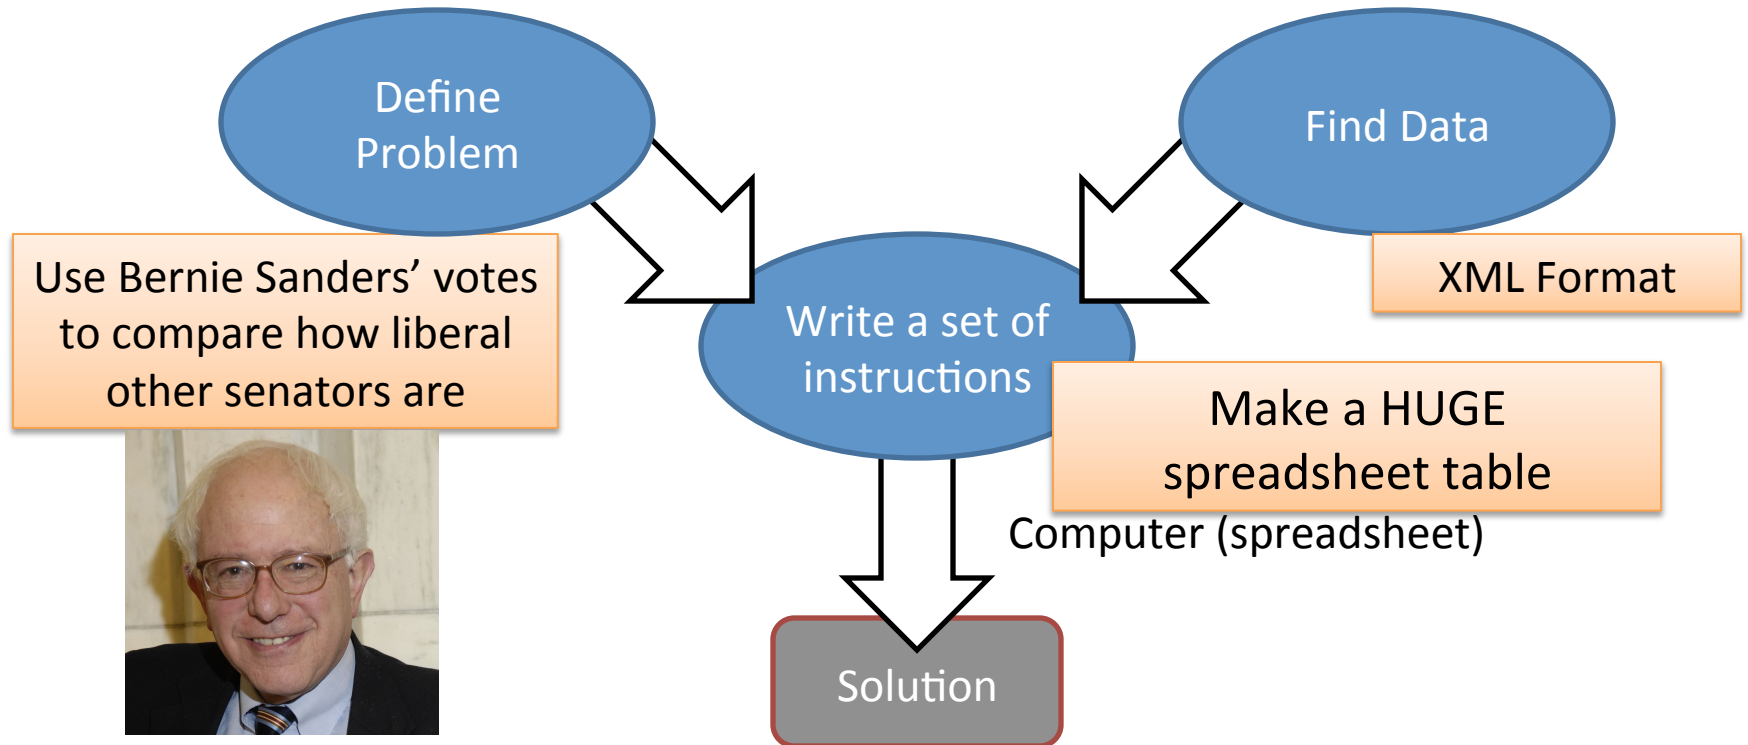 Define
Problem
Find Data
Use Bernie Sanders’ votes
to compare how liberal
other senators are
XML Format
Write a set of
instructions
Make a HUGE
spreadsheet table
Computer (spreadsheet)
Solution